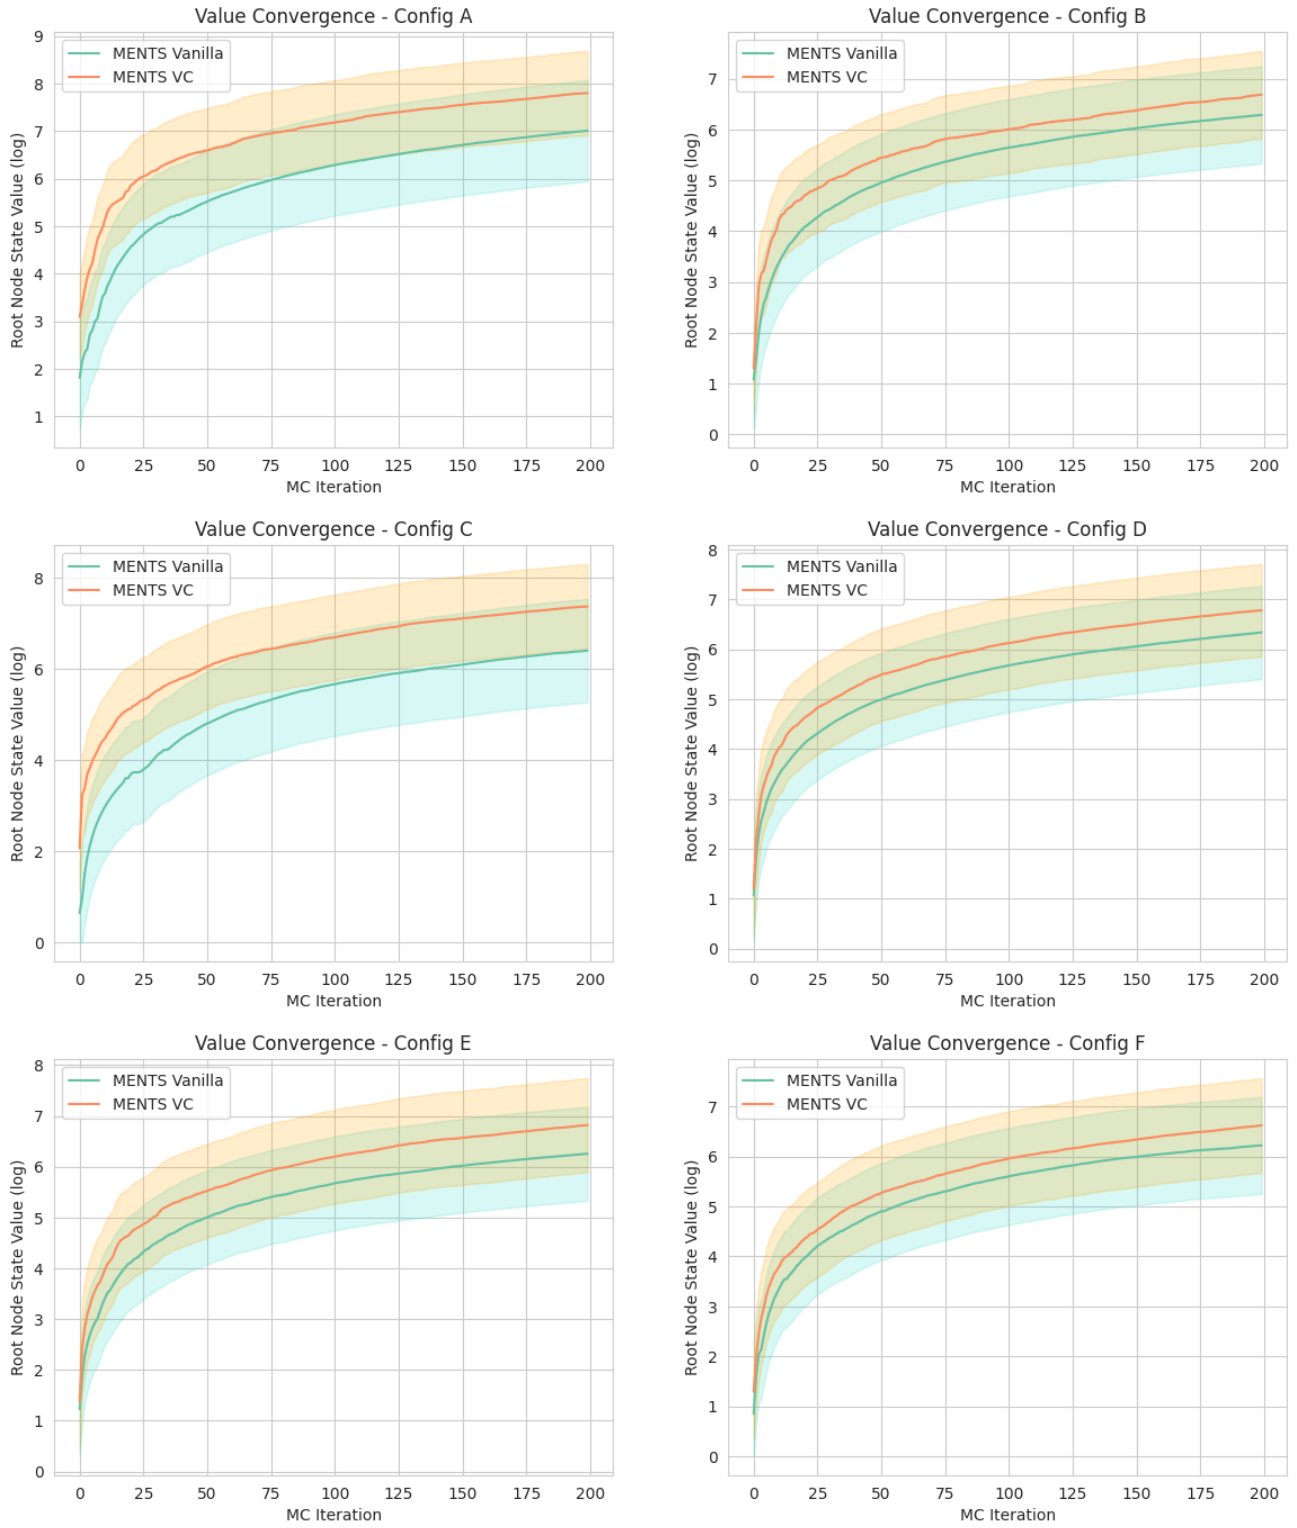 Value Convergence - Config A
MENTS Vanilla
MENTS VC
Root Node State Value (log)
9
8
7
6
5
4
3
2
1
0 25 50 75 100 125 150 175 200
MC Iteration
Value Convergence - Config B
MENTS Vanilla
MENTS VC
Root Node State Value (log)
7
6
5
4
3
2
1
0
0 25 50 75 100 125 150 175 200
MC Iteration
Value Convergence - Config C
MENTS Vanilla
MENTS VC
Root Node State Value (log)
8
6
4
2
0
0 25 50 75 100 125 150 175 200
MC Iteration
Value Convergence - Config D
MENTS Vanilla
MENTS VC
Root Node State Value (log)
8
7
6
5
4
3
2
1
0
0 25 50 75 100 125 150 175 200
MC Iteration
Value Convergence - Config E
MENTS Vanilla
MENTS VC
Root Node State Value (log)
8
7
6
5
4
3
2
1
0
0 25 50 75 100 125 150 175 200
MC Iteration
Value Convergence - Config F
MENTS Vanilla
MENTS VC
Root Node State Value (log)
7
6
5
4
3
2
1
0
0 25 50 75 100 125 150 175 200
MC Iteration